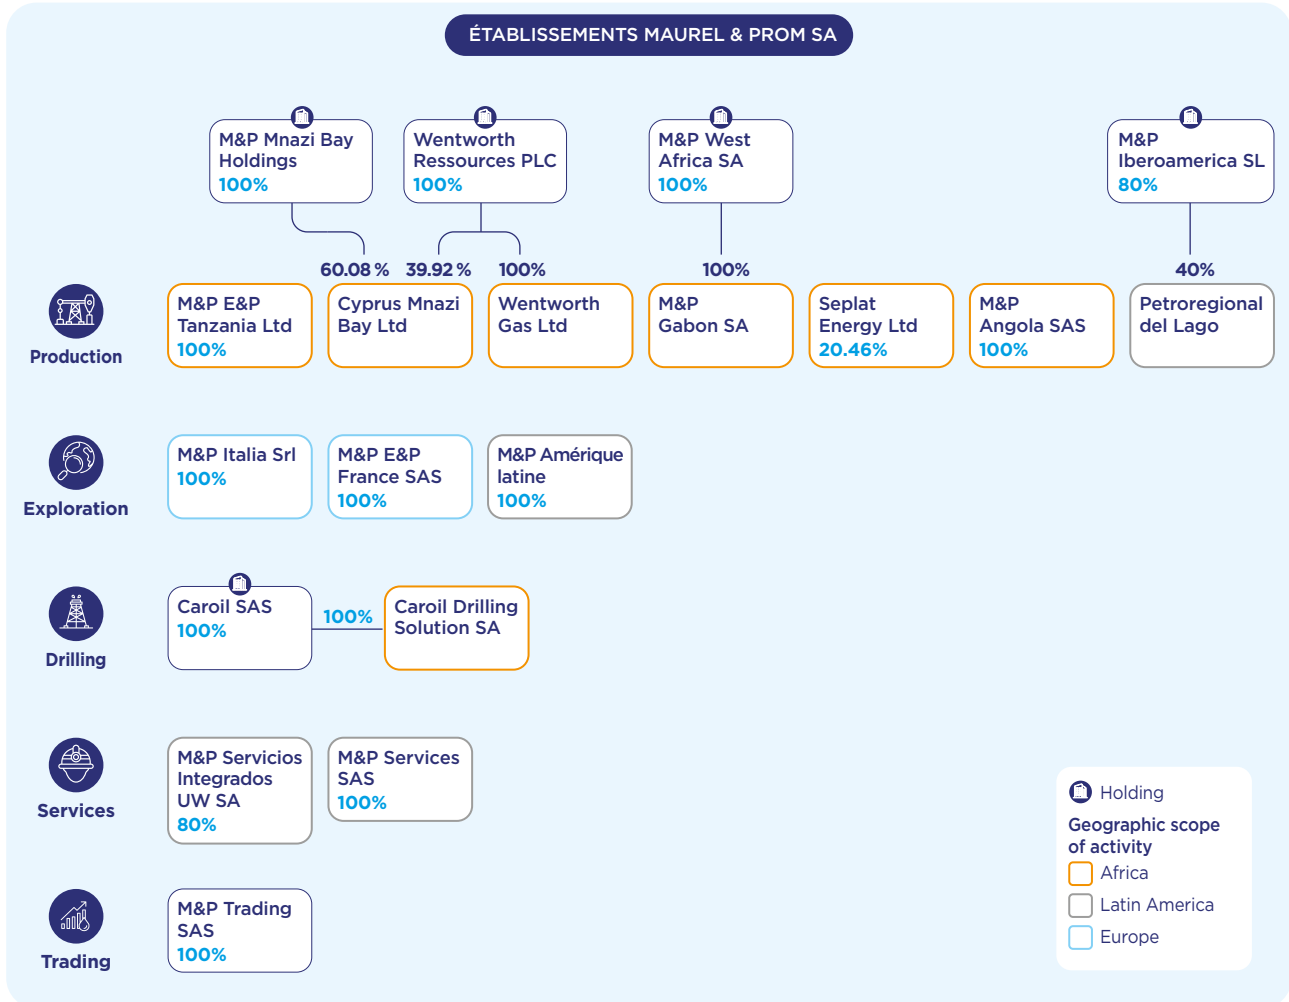 ÉTABLISSEMENTS MAUREL & PROM SA
M&P Mnazi Bay
Holdings
100%
Wentworth
Ressources PLC
100%
M&P West
Africa SA
100%
M&P
Iberoamerica SL
80%
60.08 %
39.92 %
100%
100%
40%
Production
M&P E&P
Tanzania Ltd
100%
Cyprus Mnazi
Bay Ltd
Wentworth
Gas Ltd
M&P
Gabon SA
Seplat
Energy Ltd
20.46%
M&P
Angola SAS
100%
Petroregional
del Lago
Exploration
M&P Italia Srl
100%
M&P E&P
France SAS
100%
M&P Amérique
latine
100%
Drilling
Caroil SAS
100%
100%
Caroil Drilling
Solution SA
Services
M&P Servicios
Integrados
UW SA
80%
M&P Services
SAS
100%
Trading
M&P Trading
SAS
100%
Holding
Geographic scope
of activity
Africa
Latin America
Europe